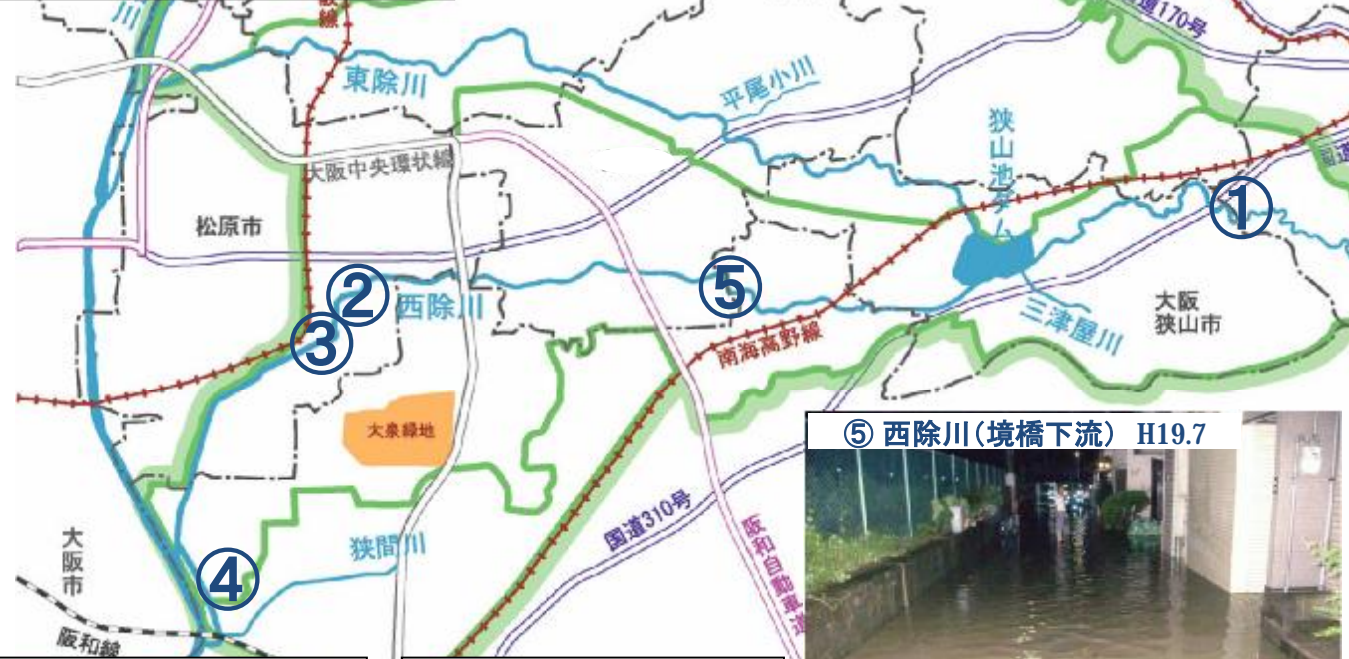 川
阪
線
国道170号
東除川
平尾小川
狭山池ダム
大阪中央環状線
松原市
①
②
西除川
⑤
③
三津屋川
大阪
狭山市
南海高野線
大泉緑地
⑤ 西除川（境橋下流） H19.7
国道310号
大阪市
狭間川
阪和自動車道
④
阪和線